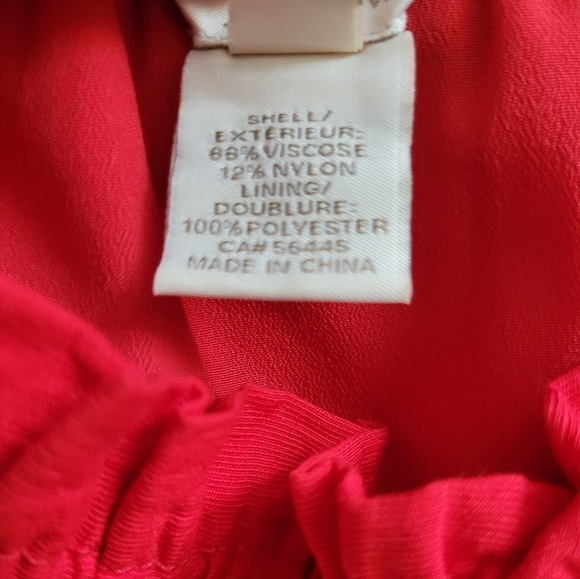 SHELL/
EXTÉRIEUR:
88% VISCOSE
12% NYLON
LINING/
DOUBLURE:
100% POLYESTER
CA# 56445
MADE IN CHINA